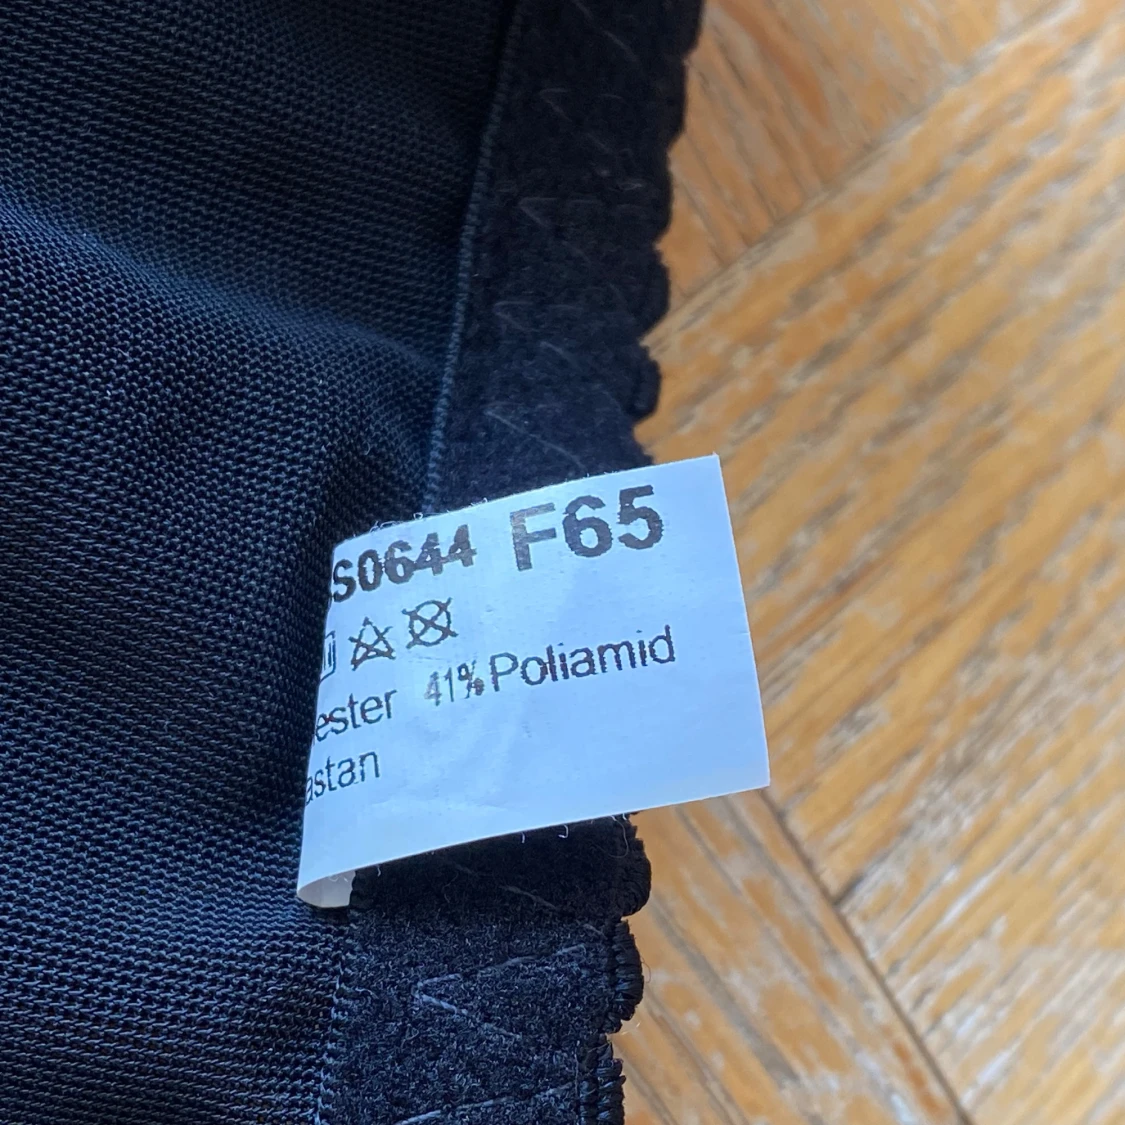 S0644 F65
ester 41% Poliamid
astan